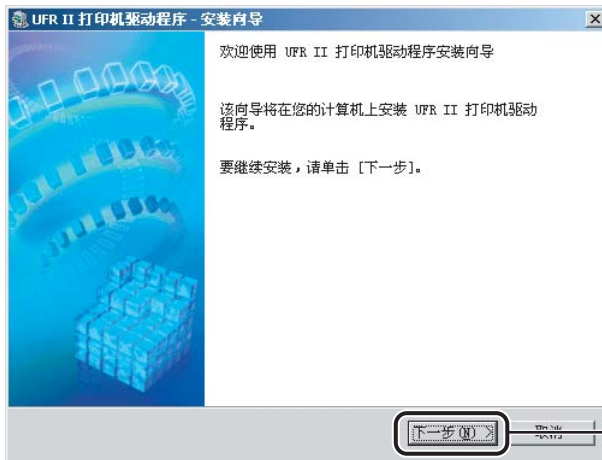 UFR II 打印机驱动程序 - 安装向导
欢迎使用 UFR II 打印机驱动程序安装向导
该向导将在您的计算机上安装 UFR II 打印机驱动
程序。
要继续安装，请单击 [下一步]。
下一步(N) >
取消